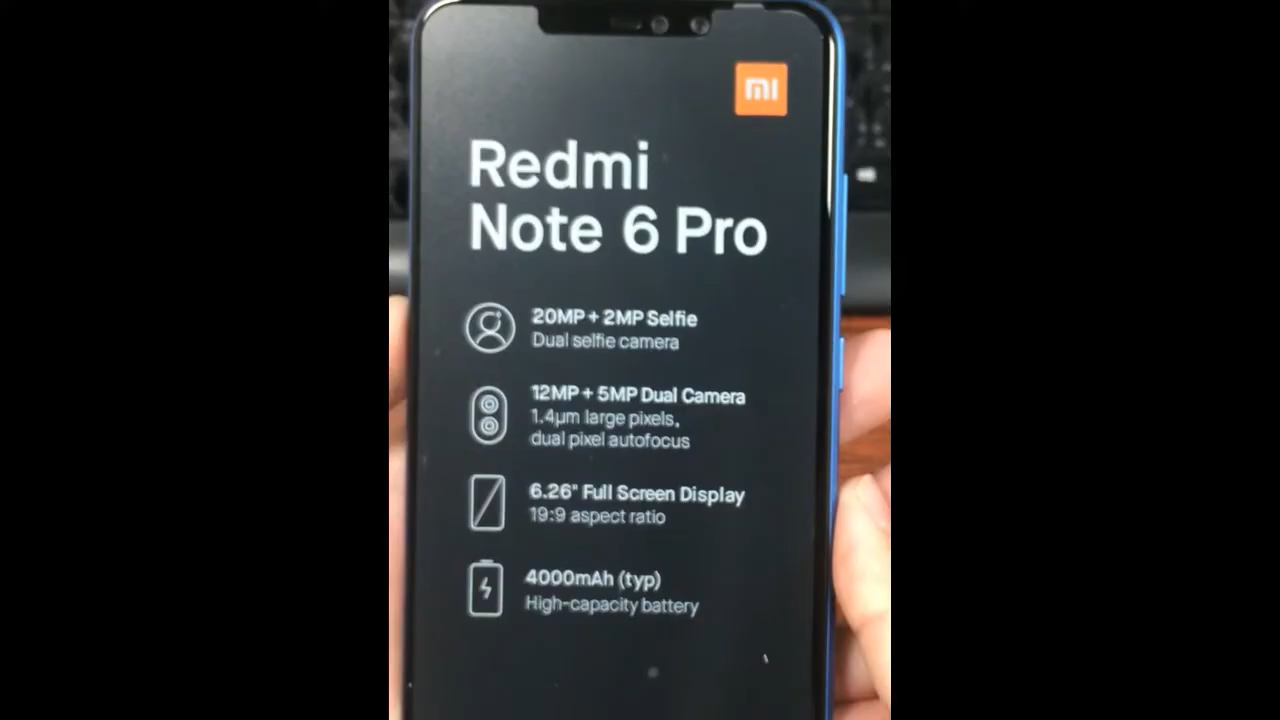 mi
Redmi
Note 6 Pro
20MP + 2MP Selfie
Dual selfie camera
12MP + 5MP Dual Camera
1.4µm large pixels,
dual pixel autofocus
6.26" Full Screen Display
19:9 aspect ratio
4000mAh (typ)
High-capacity battery